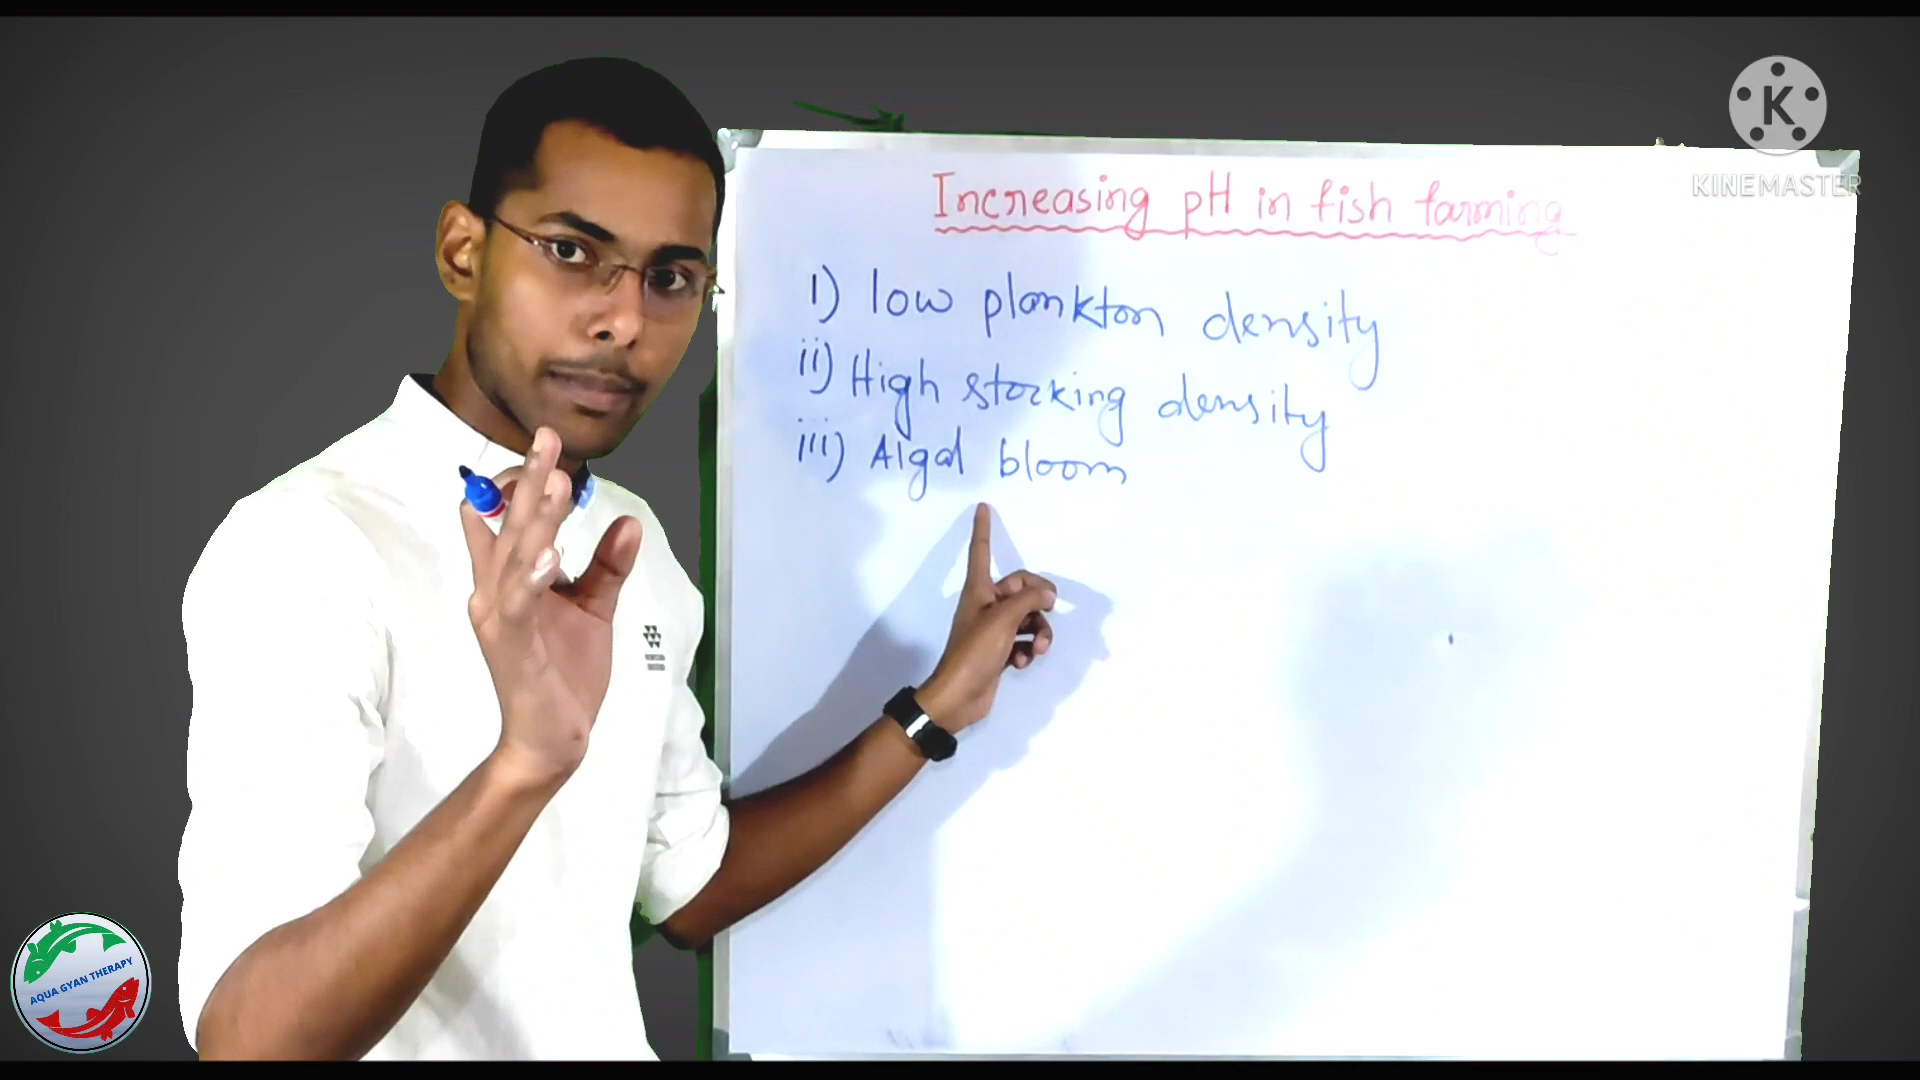 KINEMASTER
Increasing pH in fish farming
i) low plankton density
ii) High stocking density
iii) Algal bloom
AQUA GYAN THERAPY